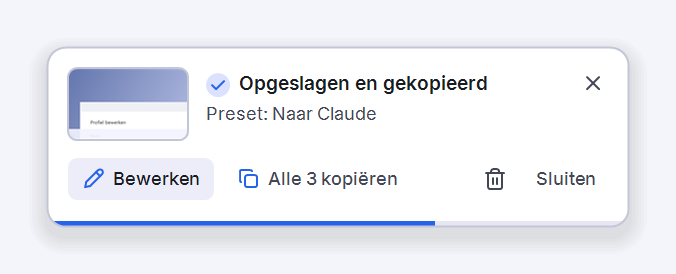 Opgeslagen en gekopieerd
Preset: Naar Claude
Profiel bewerken
Bewerken
Alle 3 kopiëren
Sluiten